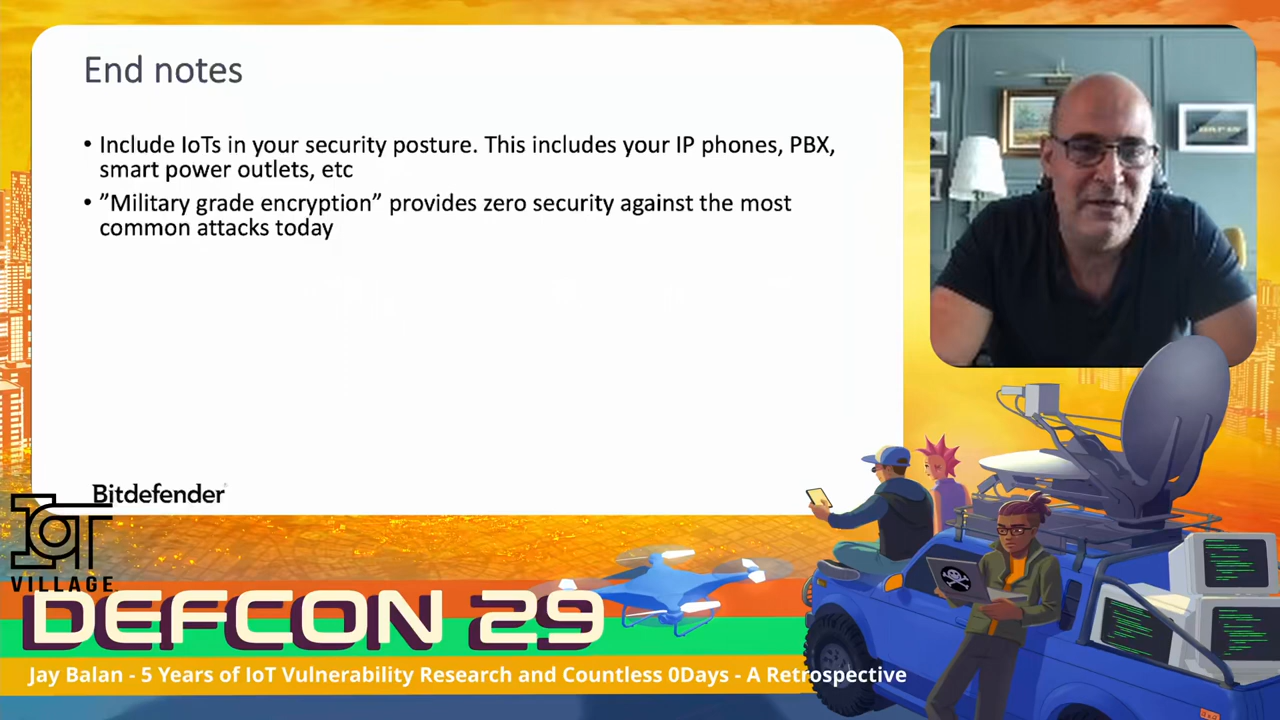 End notes
• Include IoTs in your security posture. This includes your IP phones, PBX,
smart power outlets, etc
• ”Military grade encryption” provides zero security against the most
common attacks today
Bitdefender
IoT
VILLAGE
DEFCON 29
Jay Balan - 5 Years of IoT Vulnerability Research and Countless 0Days - A Retrospective